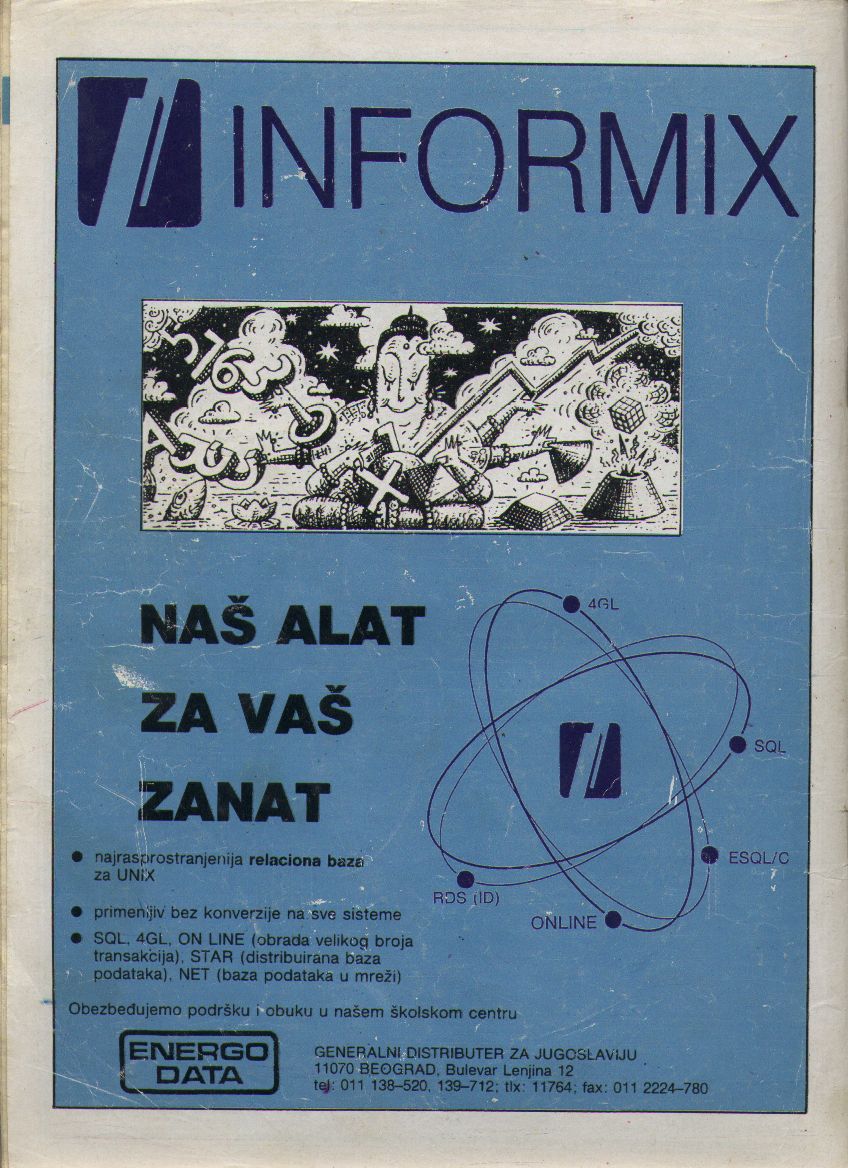 INFORMIX
NAŠ ALAT
ZA VAŠ
ZANAT
4GL
SQL
ESQL/C
RDS (ID)
ONLINE
● najrasprostranjenija relaciona baza
za UNIX
● primenjiv bez konverzije na sve sisteme
● SQL, 4GL, ON LINE (obrada velikog broja
transakcija), STAR (distribuirana baza
podataka), NET (baza podataka u mreži)
Obezbeđujemo podršku i obuku u našem školskom centru
ENERGO
DATA
GENERALNI DISTRIBUTER ZA JUGOSLAVIJU
11070 BEOGRAD, Bulevar Lenjina 12
tel: 011 138–520, 139–712; tlx: 11764; fax: 011 2224–780